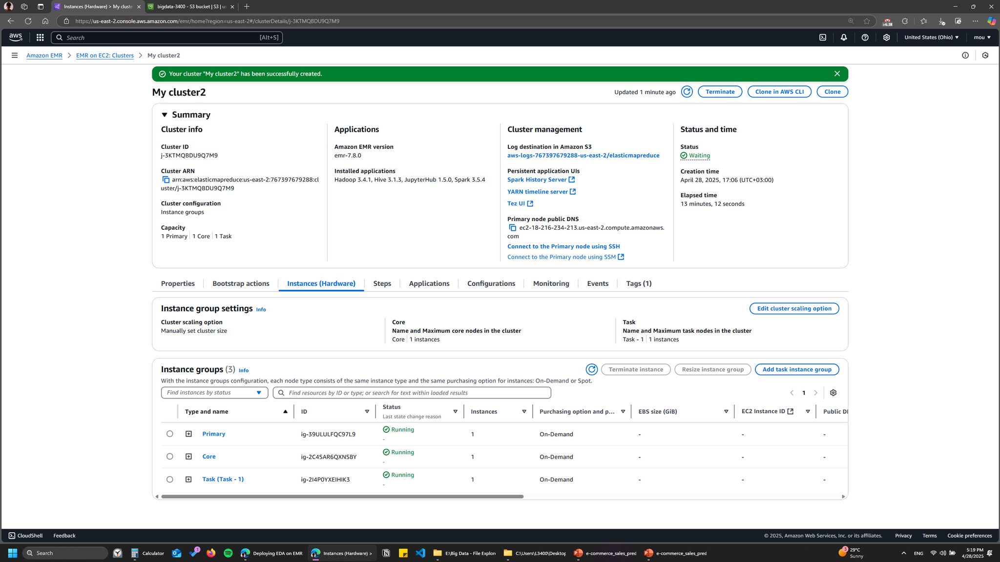 Instances (Hardware) > My cluste
bigdata-3400 - S3 bucket | S3 | u
https://us-east-2.console.aws.amazon.com/emr/home?region=us-east-2#/clusterDetails/j-3KTMQBDU9Q7M9
>6.38
aws
Search
[Alt+S]
United States (Ohio)
mou
Amazon EMR
EMR on EC2: Clusters
My cluster2
Your cluster "My cluster2" has been successfully created.
My cluster2
Updated 1 minute ago
Terminate
Clone in AWS CLI
Clone
Summary
Cluster info
Cluster ID
j-3KTMQBDU9Q7M9
Cluster ARN
arn:aws:elasticmapreduce:us-east-2:767397679288:cl
uster/j-3KTMQBDU9Q7M9
Cluster configuration
Instance groups
Capacity
1 Primary | 1 Core | 1 Task
Applications
Amazon EMR version
emr-7.8.0
Installed applications
Hadoop 3.4.1, Hive 3.1.3, JupyterHub 1.5.0, Spark 3.5.4
Cluster management
Log destination in Amazon S3
aws-logs-767397679288-us-east-2/elasticmapreduce
Persistent application UIs
Spark History Server
YARN timeline server
Tez UI
Primary node public DNS
ec2-18-216-234-213.us-east-2.compute.amazonaws.
com
Connect to the Primary node using SSH
Connect to the Primary node using SSM
Status and time
Status
Waiting
Creation time
April 28, 2025, 17:06 (UTC+03:00)
Elapsed time
13 minutes, 12 seconds
Properties
Bootstrap actions
Instances (Hardware)
Steps
Applications
Configurations
Monitoring
Events
Tags (1)
Instance group settings Info
Edit cluster scaling option
Cluster scaling option
Manually set cluster size
Core
Name and Maximum core nodes in the cluster
Core | 1 instances
Task
Name and Maximum task nodes in the cluster
Task - 1 | 1 instances
Instance groups (3) Info
Terminate instance
Resize instance group
Add task instance group
With the instance groups configuration, each node type consists of the same instance type and the same purchasing option for instances: On-Demand or Spot.
Find instances by status
Find resources by ID or type; or search for text within loaded results
1
Type and name
ID
Status
Last state change reason
Instances
Purchasing option and p...
EBS size (GiB)
EC2 Instance ID
Public D
Primary ig-39ULULFQC97L9 Running - 1 On-Demand - - -
Core ig-2C4SAR6QXNSBY Running - 1 On-Demand - - -
Task (Task - 1) ig-2I4P0YXEIHIK3 Running - 1 On-Demand - - -
CloudShell
Feedback
© 2025, Amazon Web Services, Inc. or its affiliates.
Privacy
Terms
Cookie preferences
Search
Calculator
1
Deploying EDA on EMR
Instances (Hardware) >
E:\Big Data - File Explor
C:\Users\L3400\Desktop
e-commerce_sales_pred
e-commerce_sales_pred
3
29°C
Sunny
ENG
5:19 PM
4/28/2025